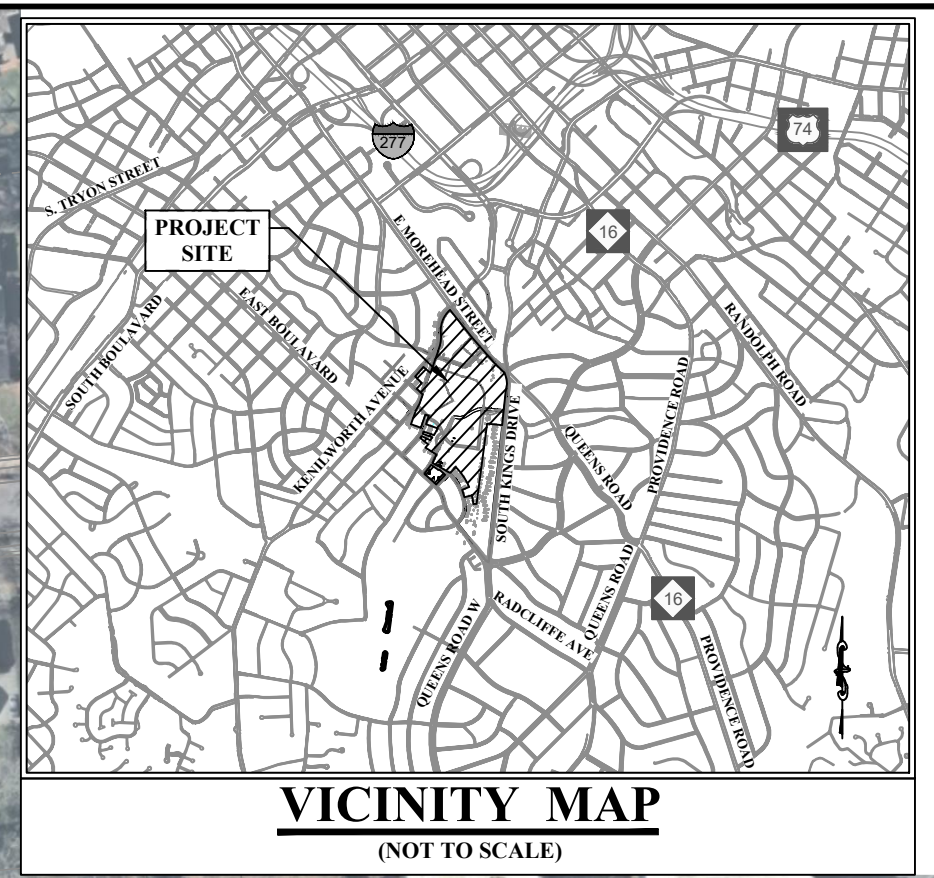 277
74
S. TRYON STREET
16
PROJECT
SITE
E MOREHEAD STREET
EAST BOULAVARD
SOUTH BOULAVARD
RANDOLPH ROAD
KENILWORTH AVENUE
PROVIDENCE ROAD
SOUTH KINGS DRIVE
QUEENS ROAD
QUEENS ROAD
16
RADCLIFFE AVE
QUEENS ROAD W
PROVIDENCE ROAD
VICINITY MAP
(NOT TO SCALE)